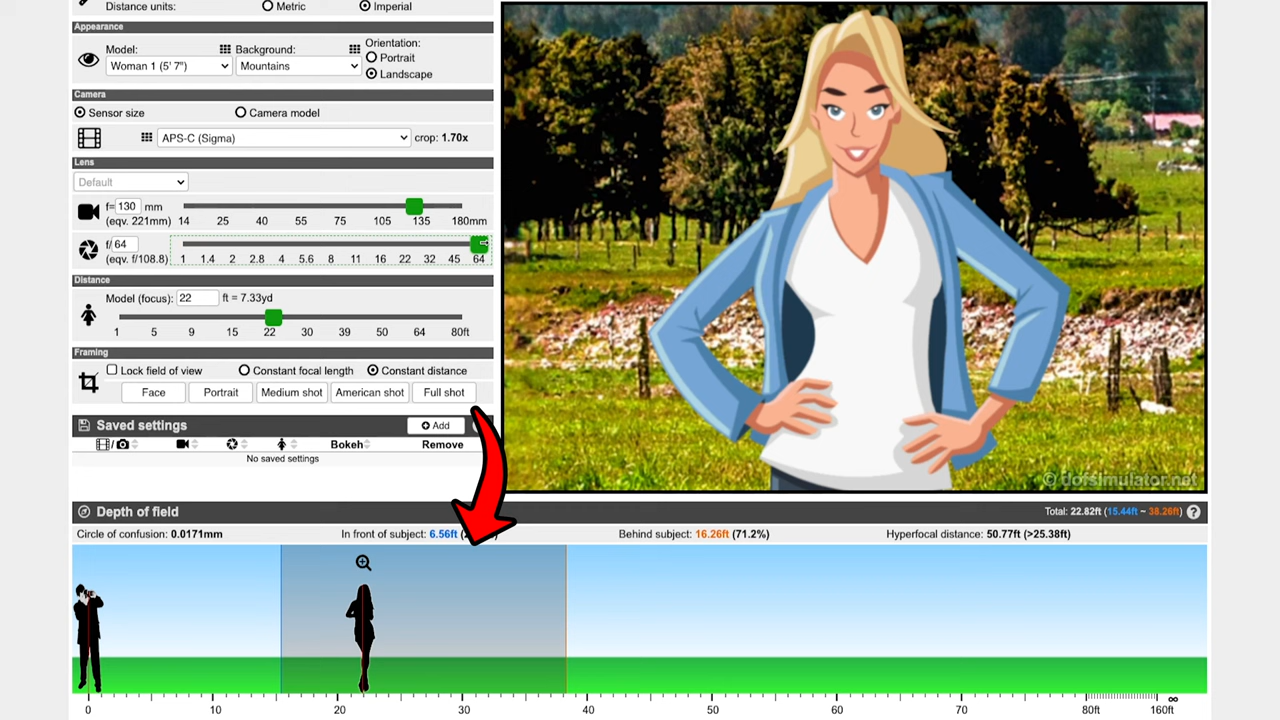 Distance units: Metric Imperial
Appearance
Model: Background: Orientation:
Woman 1 (5' 7") Mountains Portrait
Landscape
Camera
Sensor size Camera model
APS-C (Sigma) crop: 1.70x
Lens
Default
f= 130 mm
(eqv. 221mm) 14 25 40 55 75 105 135 180mm
f/ 64
(eqv. f/108.8) 1 1.4 2 2.8 4 5.6 8 11 16 22 32 45 64
Distance
Model (focus): 22 ft = 7.33yd
1 5 9 15 22 30 39 50 64 80ft
Framing
Lock field of view Constant focal length Constant distance
Face Portrait Medium shot American shot Full shot
Saved settings Add
/ Bokeh Remove
No saved settings
© dofsimulator.net
Depth of field Total: 22.82ft (15.44ft – 38.26ft) ?
Circle of confusion: 0.0171mm In front of subject: 6.56ft Behind subject: 16.26ft (71.2%) Hyperfocal distance: 50.77ft (>25.38ft)
0 10 20 30 40 50 60 70 80ft 160ft ∞